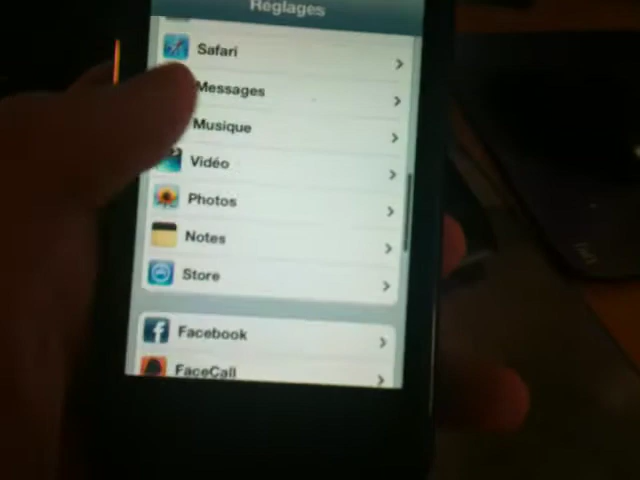 Réglages
Safari
Messages
Musique
Vidéo
Photos
Notes
Store
Facebook
FaceCall